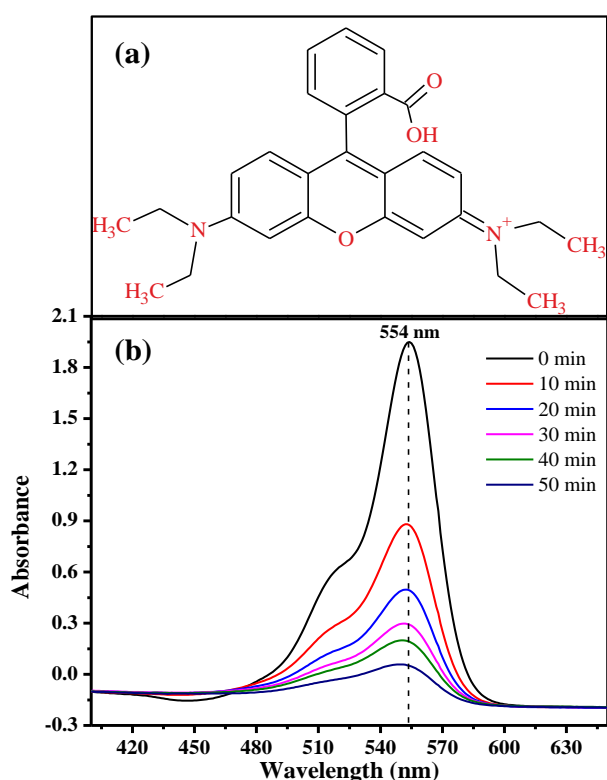 (a)
O
OH
H₃C
N
O
N⁺
CH₃
H₃C
CH₃
2.1
(b)
554 nm
0 min
10 min
20 min
30 min
40 min
50 min
1.8
1.5
1.2
0.9
0.6
0.3
0.0
-0.3
Absorbance
420 450 480 510 540 570 600 630
Wavelength (nm)